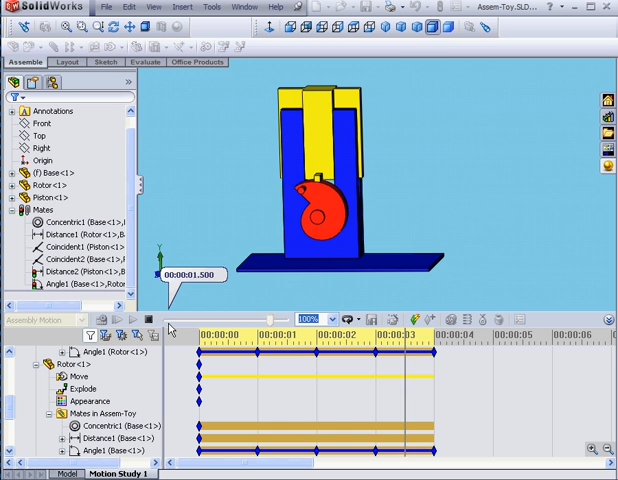 SolidWorks File Edit View Insert Tools Window Assem-Toy.SLD...
Assemble Layout Sketch Evaluate Office Products
Annotations
Front
Top
Right
Origin
(f) Base<1>
Rotor<1>
Piston<1>
Mates
Concentric1 (Base<1>,
Distance1 (Rotor<1>,
Coincident1 (Piston<1>
Coincident2 (Piston<1>
Distance2 (Piston<1>,
Angle1 (Base<1>,Rotor
Y
00:00:01.500
Assembly Motion 100%
00:00:00 00:00:01 00:00:02 00:00:03 00:00:04 00:00:05 00:00:06
Angle1 (Rotor<1>)
Rotor<1>
Move
Explode
Appearance
Mates in Assem-Toy
Concentric1 (Base<1>)
Distance1 (Base<1>)
Angle1 (Base<1>)
Model Motion Study 1